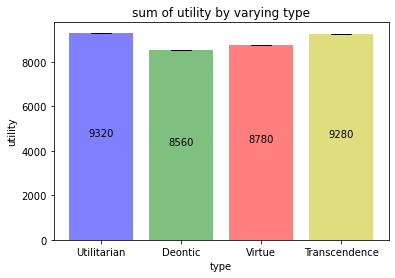 sum of utility by varying type
utility
8000
6000
4000
2000
0
9320
8560
8780
9280
Utilitarian
Deontic
Virtue
Transcendence
type